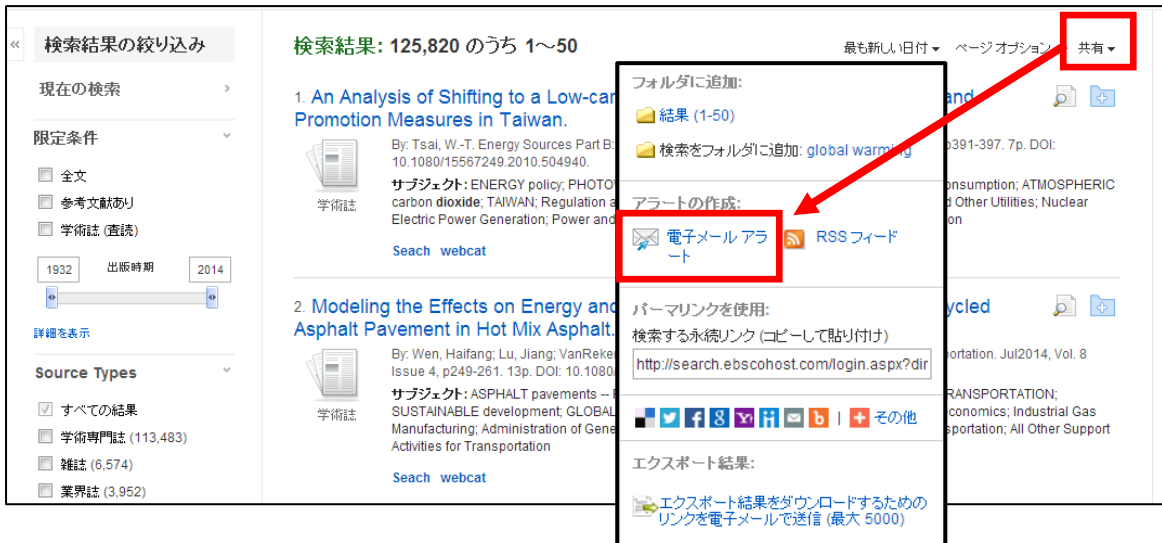 «
検索結果の絞り込み
現在の検索
限定条件
全文
参考文献あり
学術誌 (査読)
1932 出版時期 2014
詳細を表示
Source Types
すべての結果
学術専門誌 (113,483)
雑誌 (6,574)
業界誌 (3,952)
検索結果: 125,820 のうち 1～50
最も新しい日付 ページ オプション 共有
1. An Analysis of Shifting to a Low-car and
Promotion Measures in Taiwan.
By: Tsai, W.-T. Energy Sources Part B: p391-397. 7p. DOI:
10.1080/15567249.2010.504940.
サブジェクト: ENERGY policy; PHOTO nsumption; ATMOSPHERIC
carbon dioxide; TAIWAN; Regulation a d Other Utilities; Nuclear
Electric Power Generation; Power and on
学術誌
Seach webcat
2. Modeling the Effects on Energy and ycled
Asphalt Pavement in Hot Mix Asphalt.
By: Wen, Haifang; Lu, Jiang; VanReke portation. Jul2014, Vol. 8
Issue 4, p249-261. 13p. DOI: 10.1080
サブジェクト: ASPHALT pavements -- RANSPORTATION;
SUSTAINABLE development; GLOBAL conomics; Industrial Gas
Manufacturing; Administration of Gene sportation; All Other Support
Activities for Transportation
学術誌
Seach webcat
フォルダに追加:
結果 (1-50)
検索をフォルダに追加: global warming
アラートの作成:
電子メール アラ
ート
RSS フィード
パーマリンクを使用:
検索する永続リンク (コピーして貼り付け)
http://search.ebscohost.com/login.aspx?dir
その他
エクスポート結果:
エクスポート結果をダウンロードするための
リンクを電子メールで送信 (最大 5000)